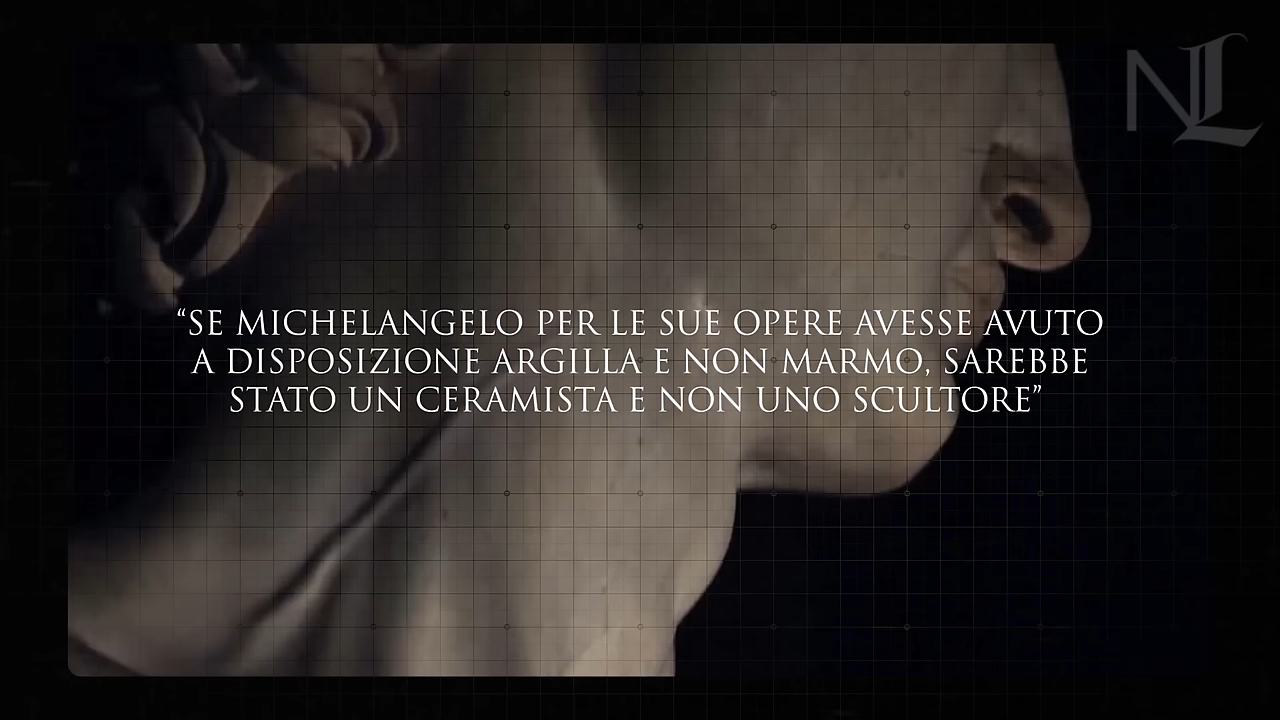 NL
“SE MICHELANGELO PER LE SUE OPERE AVESSE AVUTO
A DISPOSIZIONE ARGILLA E NON MARMO, SAREBBE
STATO UN CERAMISTA E NON UNO SCULTORE”